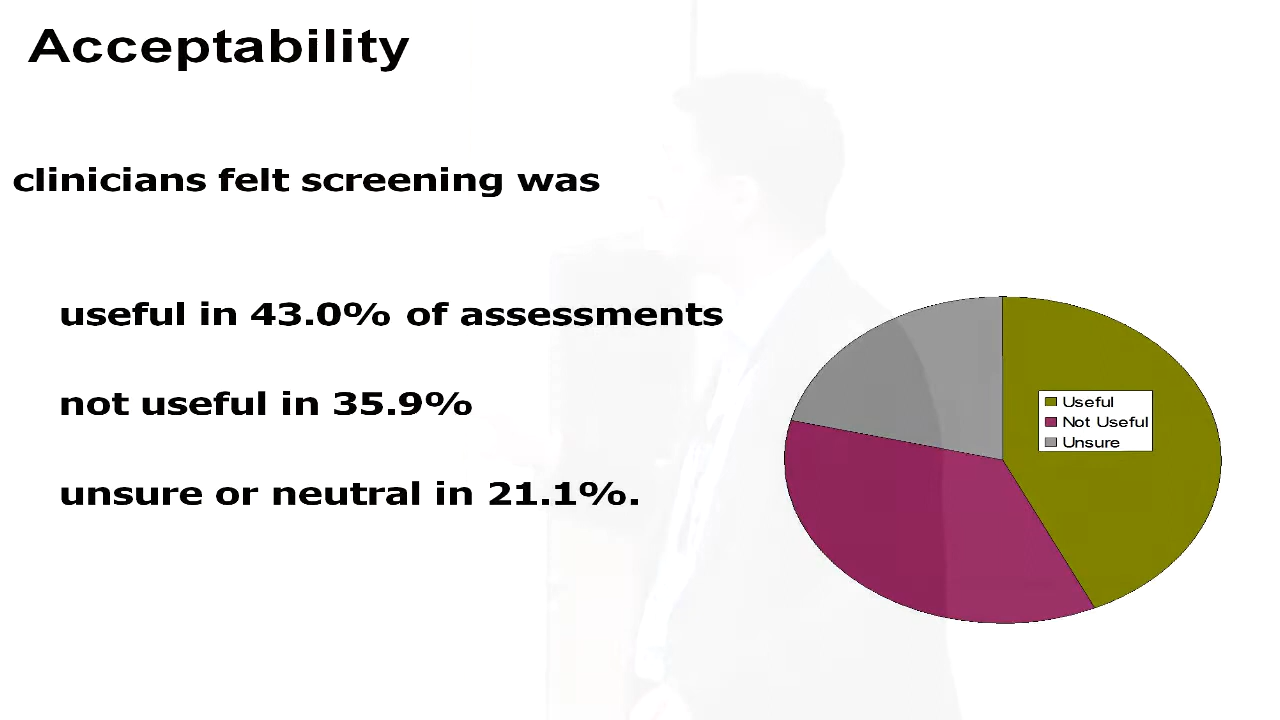 Acceptability
clinicians felt screening was
useful in 43.0% of assessments
not useful in 35.9%
unsure or neutral in 21.1%.
Useful
Not Useful
Unsure